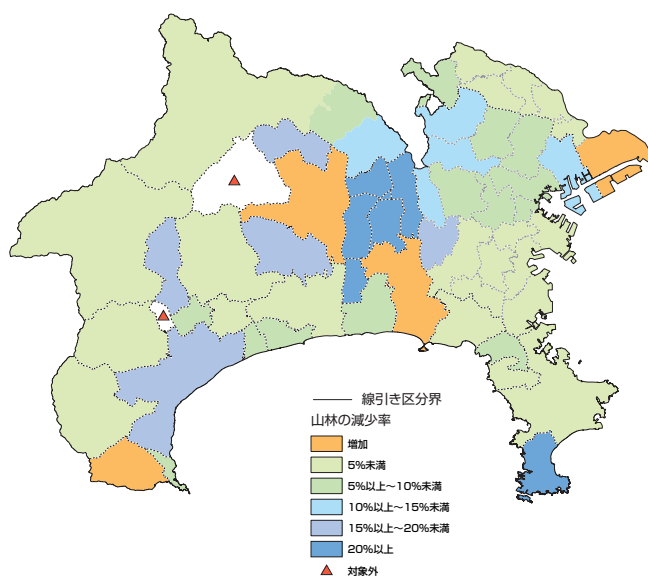 線引き区分界
山林の減少率
増加
5%未満
5%以上～10%未満
10%以上～15%未満
15%以上～20%未満
20%以上
対象外